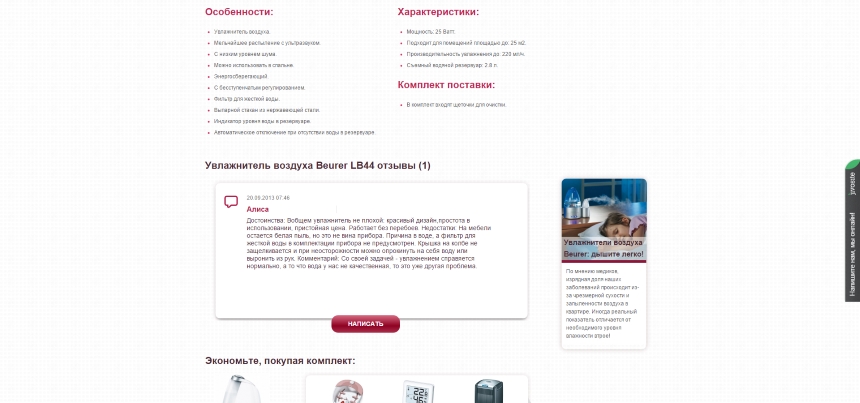 Особенности:
Увлажнитель воздуха.
Мельчайшее распыление с ультразвуком.
С низким уровнем шума.
Можно использовать в спальне.
Энергосберегающий
С бесступенчатым регулированием.
Фильтр для жесткой воды.
Выпарной стакан из нержавеющей стали.
Индикатор уровня воды в резервуаре.
Автоматическое отключение при отсутствии воды в резервуаре.
Характеристики:
Мощность: 25 Ватт.
Подходит для помещений площадью до: 25 м2.
Производительность увлажнения до: 220 мл/ч.
Съемный водяной резервуар: 2.8 л.
Комплект поставки:
В комплект входят щеточки для очистки.
Увлажнитель воздуха Beurer LB44 отзывы (1)
20.09.2013 07:46
Алиса
Достоинства: Вобщем увлажнитель не плохой: красивый дизайн,простота в
использовании, пристойная цена. Работает без перебоев. Недостатки: На мебели
остается белая пыль, но это не вина прибора. Причина в воде, а фильтр для
жесткой воды в комплектации прибора не предусмотрен. Крышка на колбе не
защелкивается и при неосторожности можно опрокинуть на себя воду или
выронить из рук. Комментарий: Со своей задачей - увлажнением справляется
нормально, а то что вода у нас не качественная, то это уже другая проблема.
НАПИСАТЬ
Увлажнители воздуха
Beurer: дышите легко!
По мнению медиков,
изрядная доля наших
заболеваний происходит из-
за чрезмерной сухости и
запыленности воздуха в
квартире. Иногда реальный
показатель отличается от
необходимого уровня
влажности втрое!
Напишите нам, мы онлайн!
jivosite
Экономьте, покупая комплект: